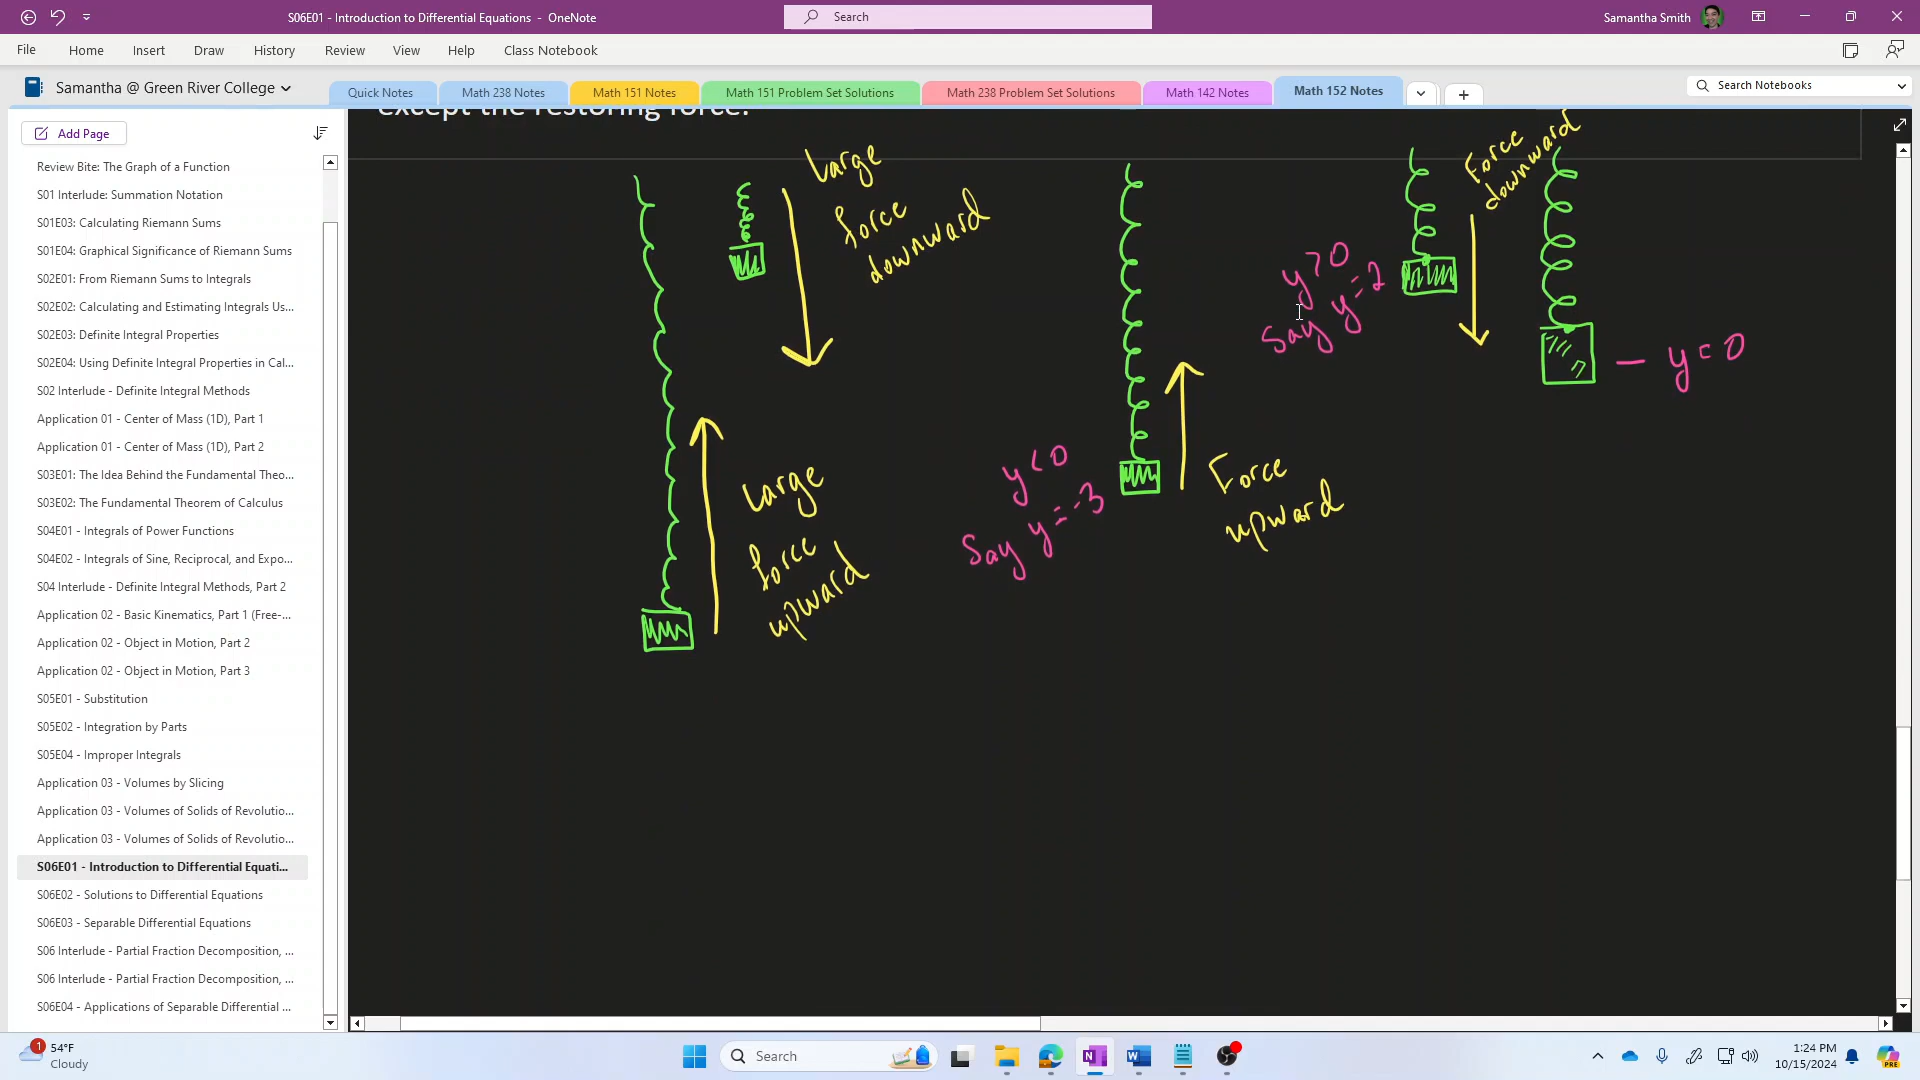 S06E01 - Introduction to Differential Equations - OneNote
Search
Samantha Smith
File
Home
Insert
Draw
History
Review
View
Help
Class Notebook
Samantha @ Green River College
Quick Notes
Math 238 Notes
Math 151 Notes
Math 151 Problem Set Solutions
Math 238 Problem Set Solutions
Math 142 Notes
Math 152 Notes
Search Notebooks
Add Page
Review Bite: The Graph of a Function
S01 Interlude: Summation Notation
S01E03: Calculating Riemann Sums
S01E04: Graphical Significance of Riemann Sums
S02E01: From Riemann Sums to Integrals
S02E02: Calculating and Estimating Integrals Us...
S02E03: Definite Integral Properties
S02E04: Using Definite Integral Properties in Cal...
S02 Interlude - Definite Integral Methods
Application 01 - Center of Mass (1D), Part 1
Application 01 - Center of Mass (1D), Part 2
S03E01: The Idea Behind the Fundamental Theo...
S03E02: The Fundamental Theorem of Calculus
S04E01 - Integrals of Power Functions
S04E02 - Integrals of Sine, Reciprocal, and Expo...
S04 Interlude - Definite Integral Methods, Part 2
Application 02 - Basic Kinematics, Part 1 (Free-...
Application 02 - Object in Motion, Part 2
Application 02 - Object in Motion, Part 3
S05E01 - Substitution
S05E02 - Integration by Parts
S05E04 - Improper Integrals
Application 03 - Volumes by Slicing
Application 03 - Volumes of Solids of Revolutio...
Application 03 - Volumes of Solids of Revolutio...
S06E01 - Introduction to Differential Equati...
S06E02 - Solutions to Differential Equations
S06E03 - Separable Differential Equations
S06 Interlude - Partial Fraction Decomposition, ...
S06 Interlude - Partial Fraction Decomposition, ...
S06E04 - Applications of Separable Differential ...
except the restoring force.
Large
force
downward
Large
force
upward
y < 0
Say y = -3
Force
upward
y > 0
Say y = 2
Force
downward
— y = 0
1
54°F
Cloudy
Search
PRE
1:24 PM
10/15/2024